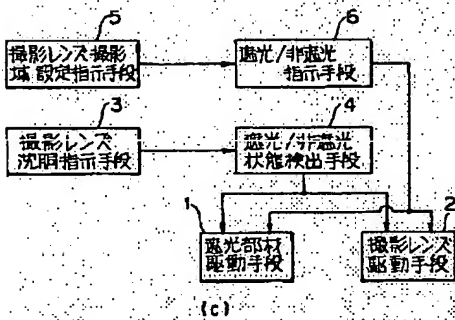 5
撮影レンズ撮影
域 設定指示手段
6
遮光/非遮光
指示手段
3
撮影レンズ
沈胴指示手段
4
遮光/非遮光
状態検出手段
1
遮光部材
駆動手段
2
撮影レンズ
駆動手段
(c)